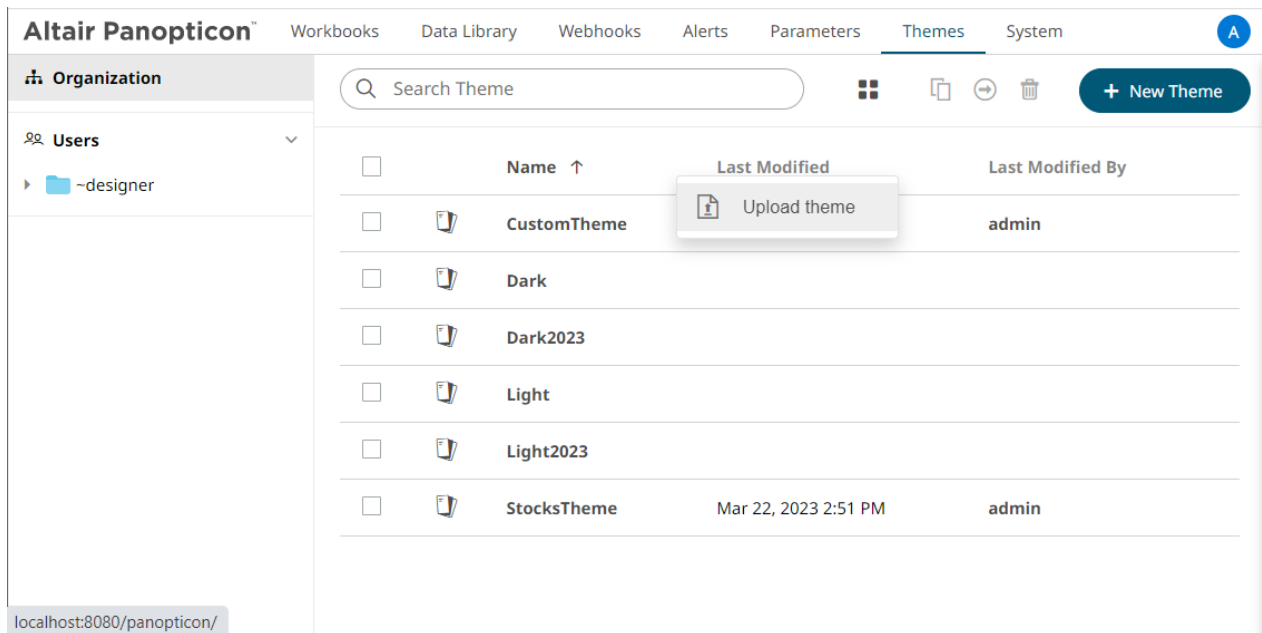 Altair Panopticon™ Workbooks Data Library Webhooks Alerts Parameters Themes System A
Organization
Users
~designer
Search Theme
+ New Theme
Name ↑ Last Modified Last Modified By
Upload theme
CustomTheme admin
Dark
Dark2023
Light
Light2023
StocksTheme Mar 22, 2023 2:51 PM admin
localhost:8080/panopticon/